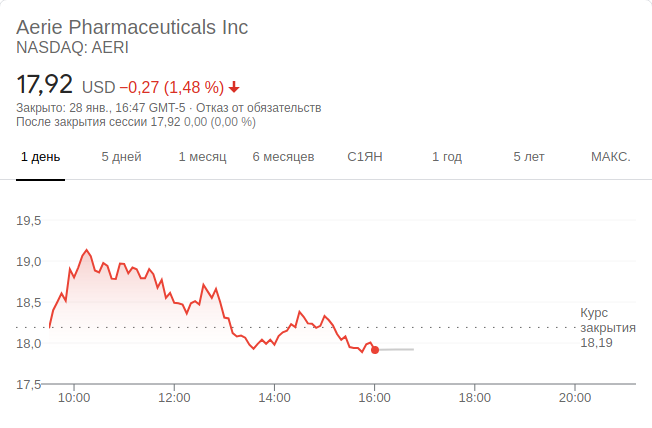 Aerie Pharmaceuticals Inc
NASDAQ: AERI
17,92 USD −0,27 (1,48 %)
Закрыто: 28 янв., 16:47 GMT-5 · Отказ от обязательств
После закрытия сессии 17,92 0,00 (0,00 %)
1 день 5 дней 1 месяц 6 месяцев С1ЯН 1 год 5 лет МАКС.
19,5
19,0
18,5
Курс
закрытия
18,19
18,0
17,5
10:00 12:00 14:00 16:00 18:00 20:00